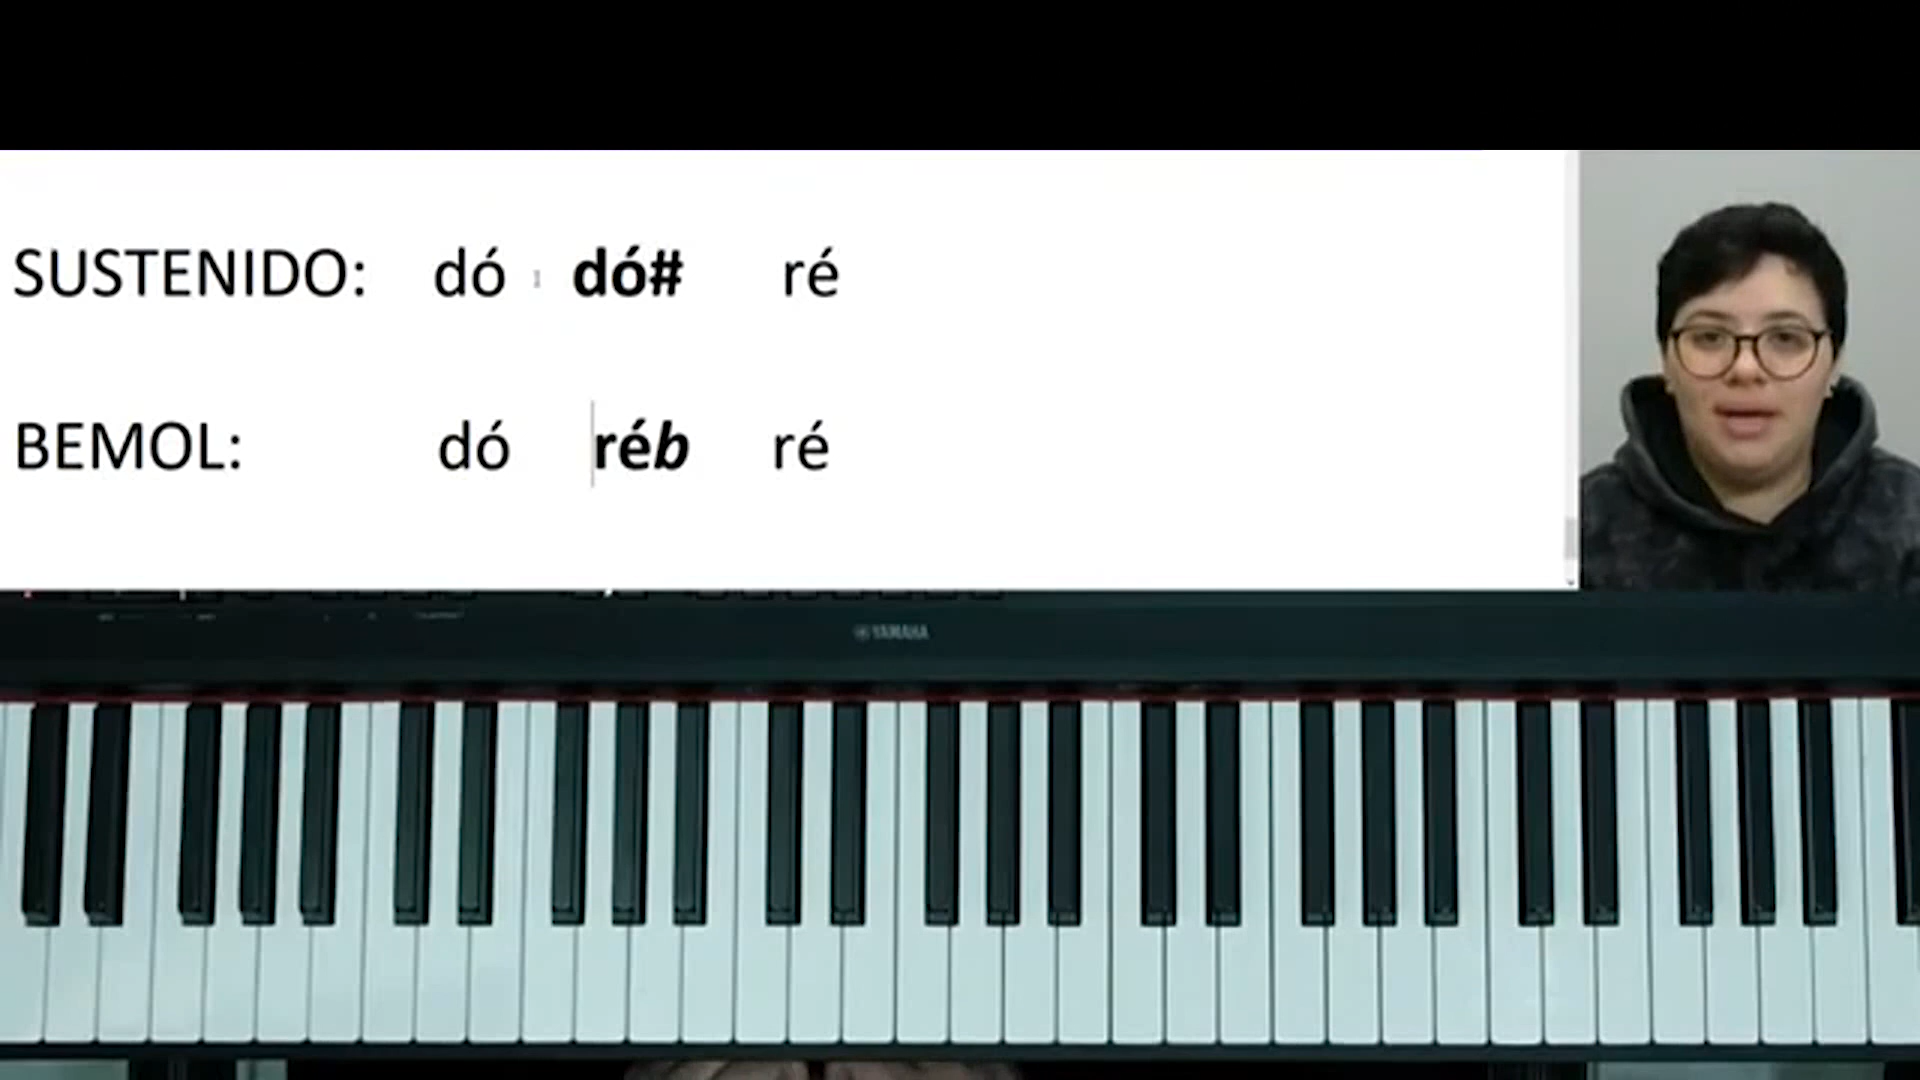 SUSTENIDO: dó dó# ré
BEMOL: dó réb ré
YAMAHA